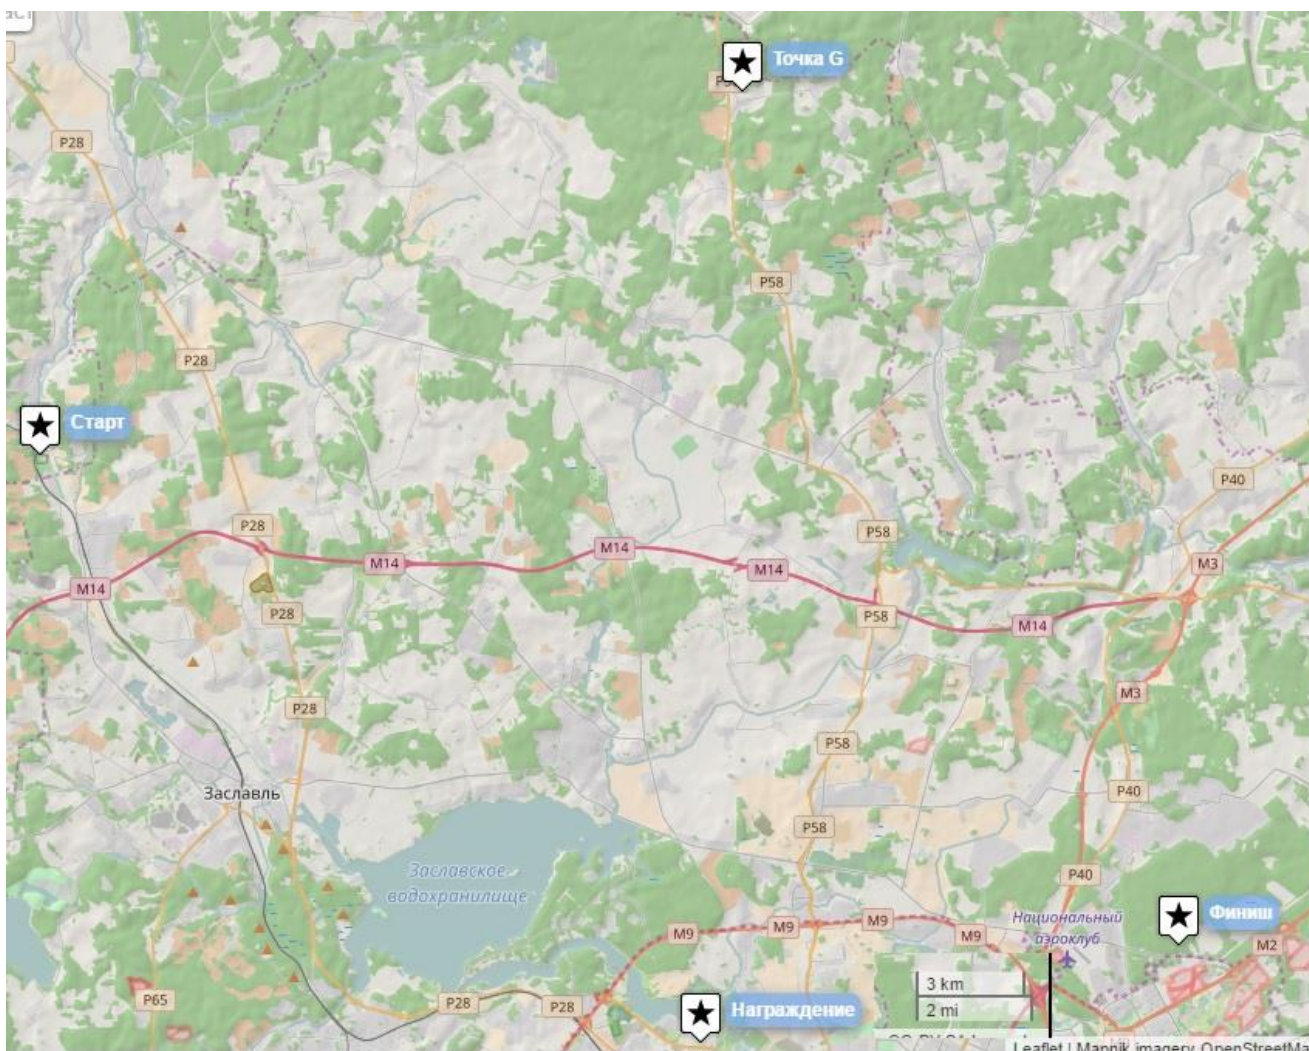 Точка G
P28
P58
P28
Старт
P40
P28
P58
M14
M14
M14
M3
M14
P28
P58
M14
M3
P28
P58
Заславль
P40
P58
Заславское
водохранилище
P40
Национальный
аэроклуб
Финиш
M9
M9
M9
M9
M2
3 km
2 mi
P65
P28
P28
Награждение